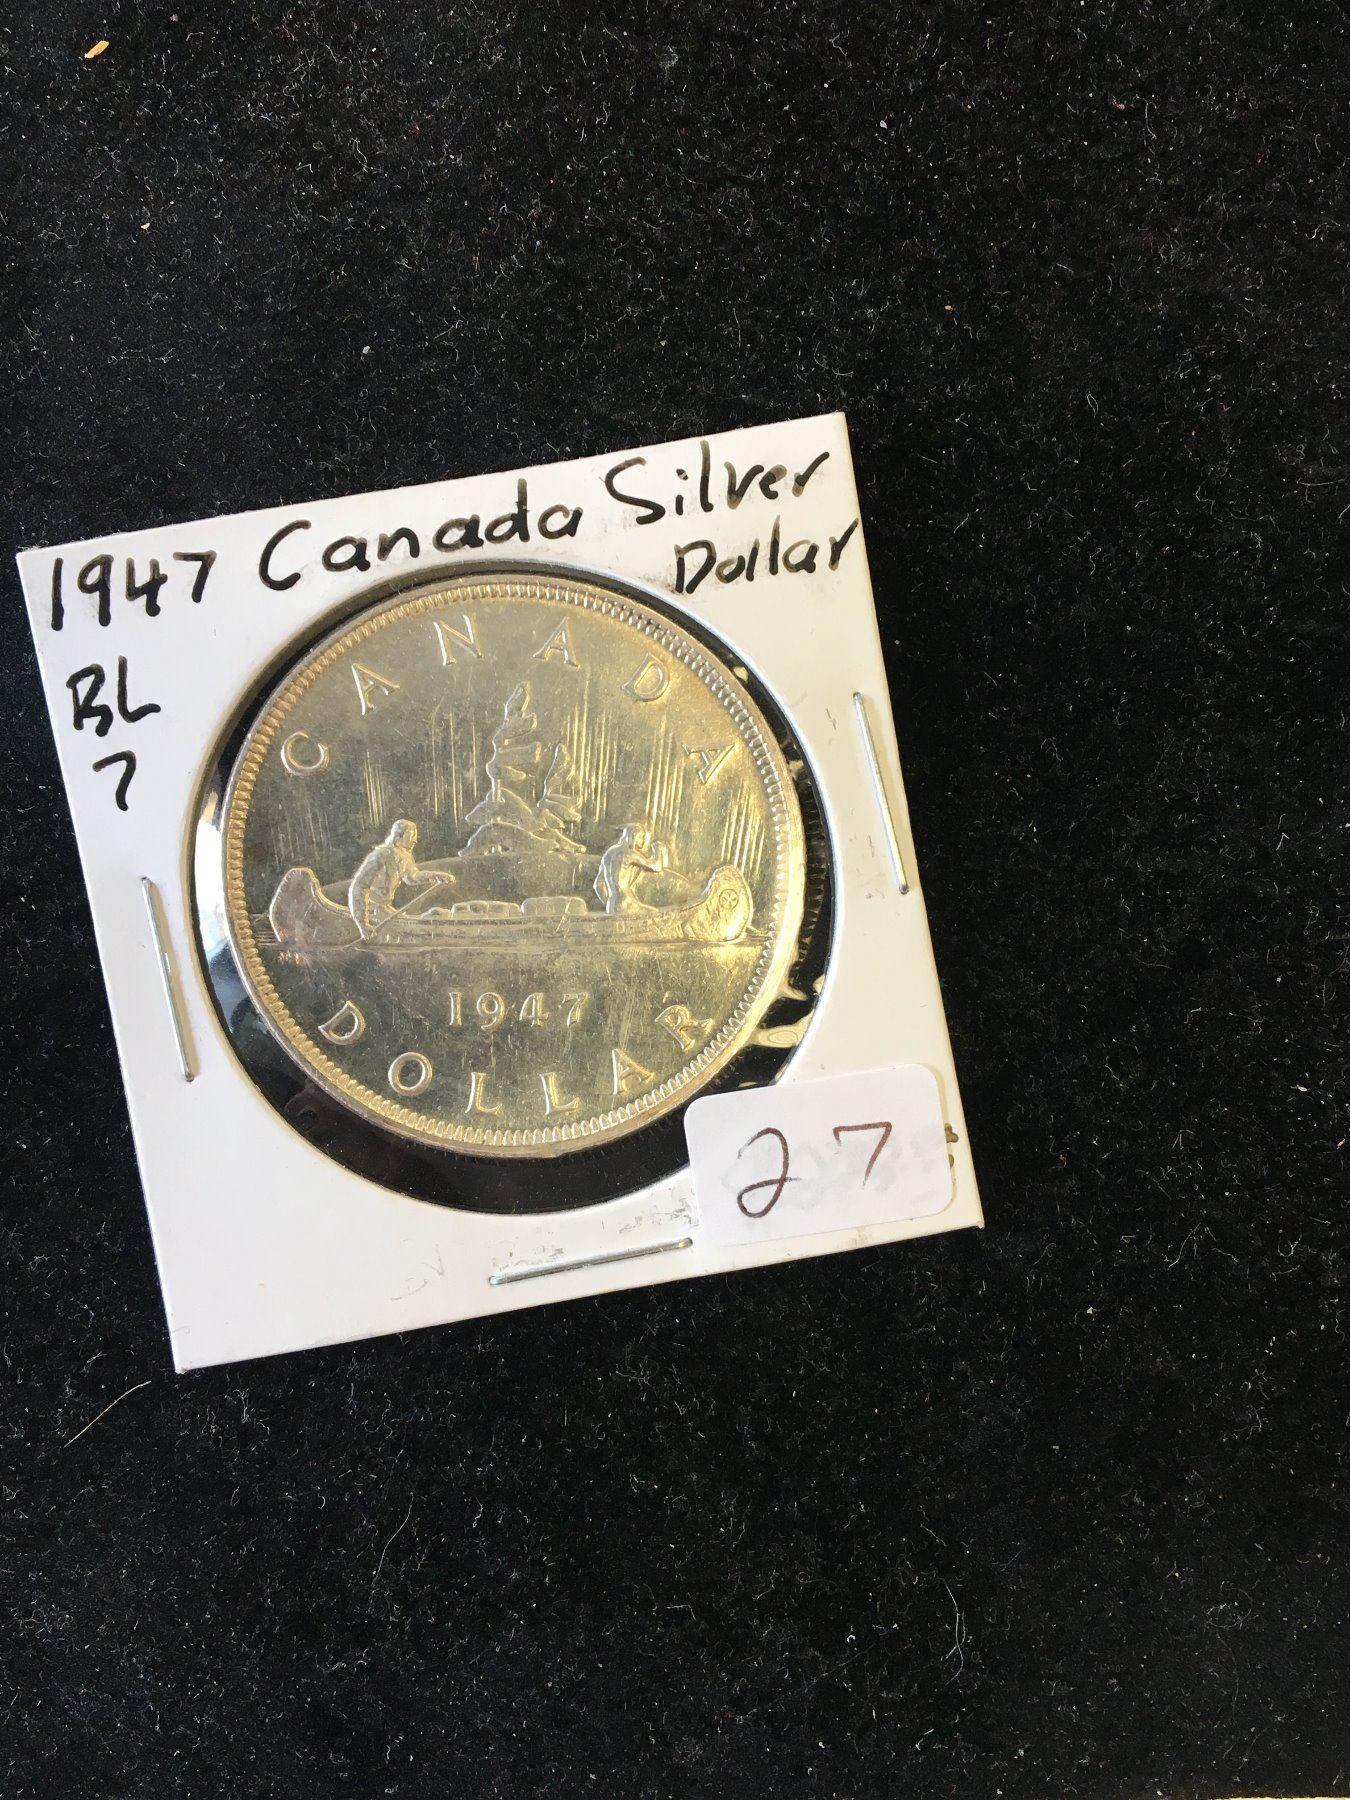 1947 Canada Silver
Dollar
BL
7
CANADA
1947
DOLLAR
27